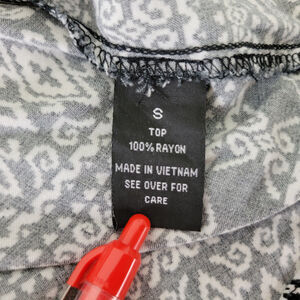 S
TOP
100% RAYON
MADE IN VIETNAM
SEE OVER FOR
CARE